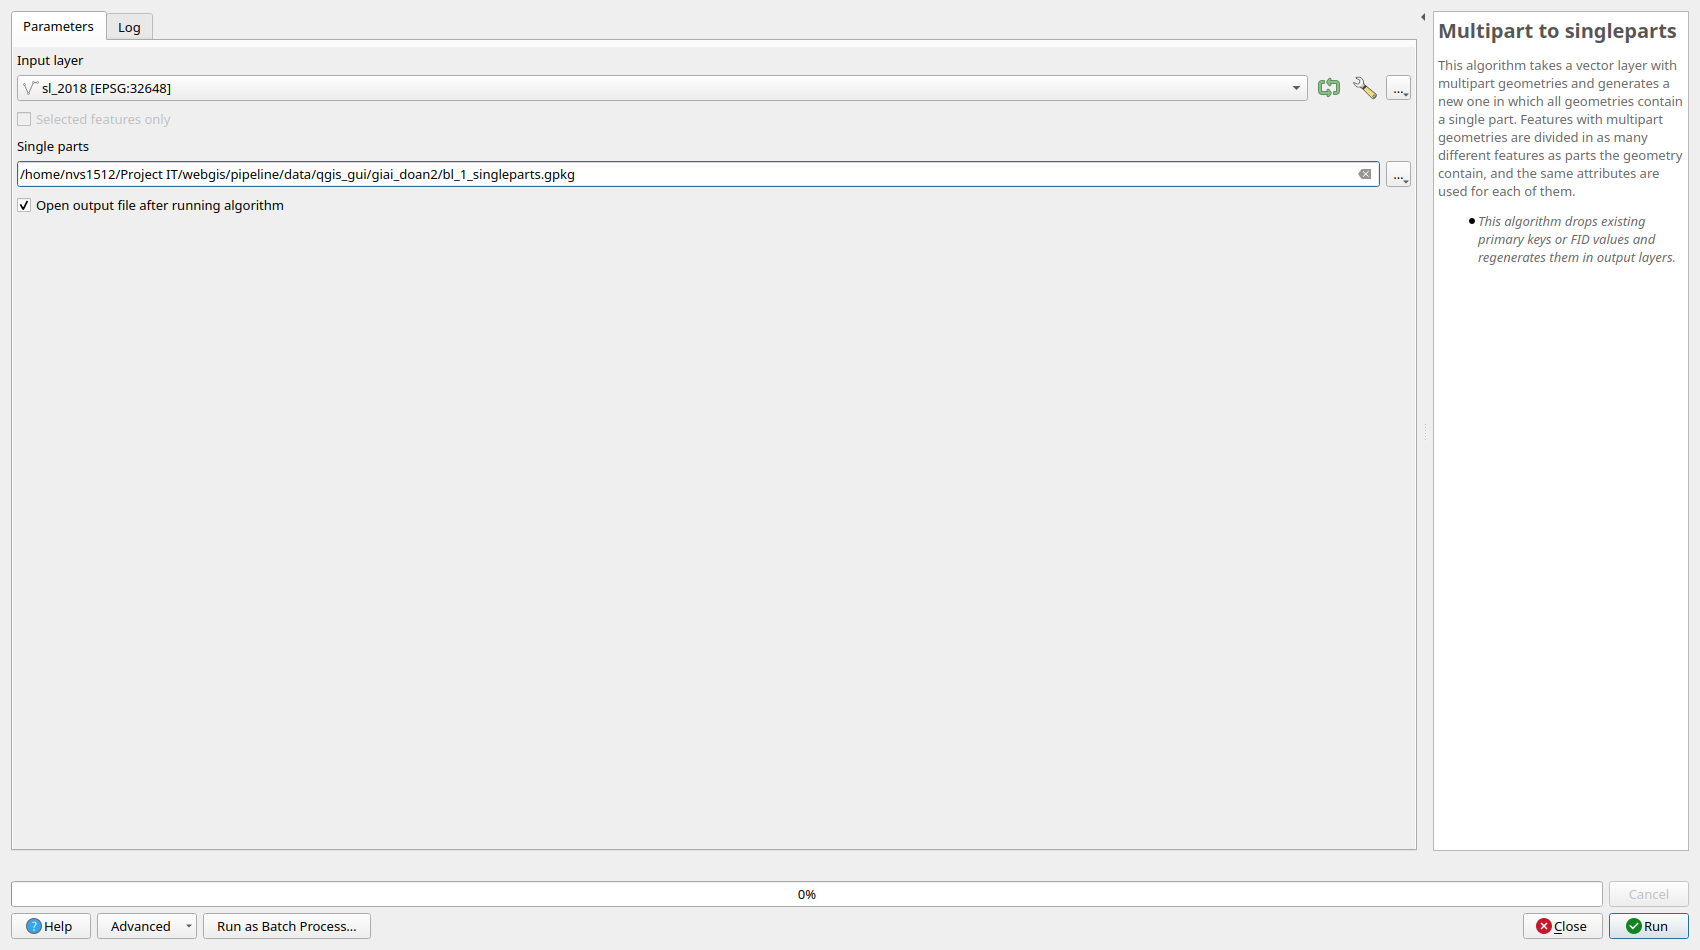 Parameters
Log
Input layer
sl_2018 [EPSG:32648]
...
Selected features only
Single parts
/home/nvs1512/Project IT/webgis/pipeline/data/qgis_gui/giai_doan2/bl_1_singleparts.gpkg
...
Open output file after running algorithm
Multipart to singleparts
This algorithm takes a vector layer with
multipart geometries and generates a
new one in which all geometries contain
a single part. Features with multipart
geometries are divided in as many
different features as parts the geometry
contain, and the same attributes are
used for each of them.
This algorithm drops existing
primary keys or FID values and
regenerates them in output layers.
0%
Cancel
Help
Advanced
Run as Batch Process...
Close
Run